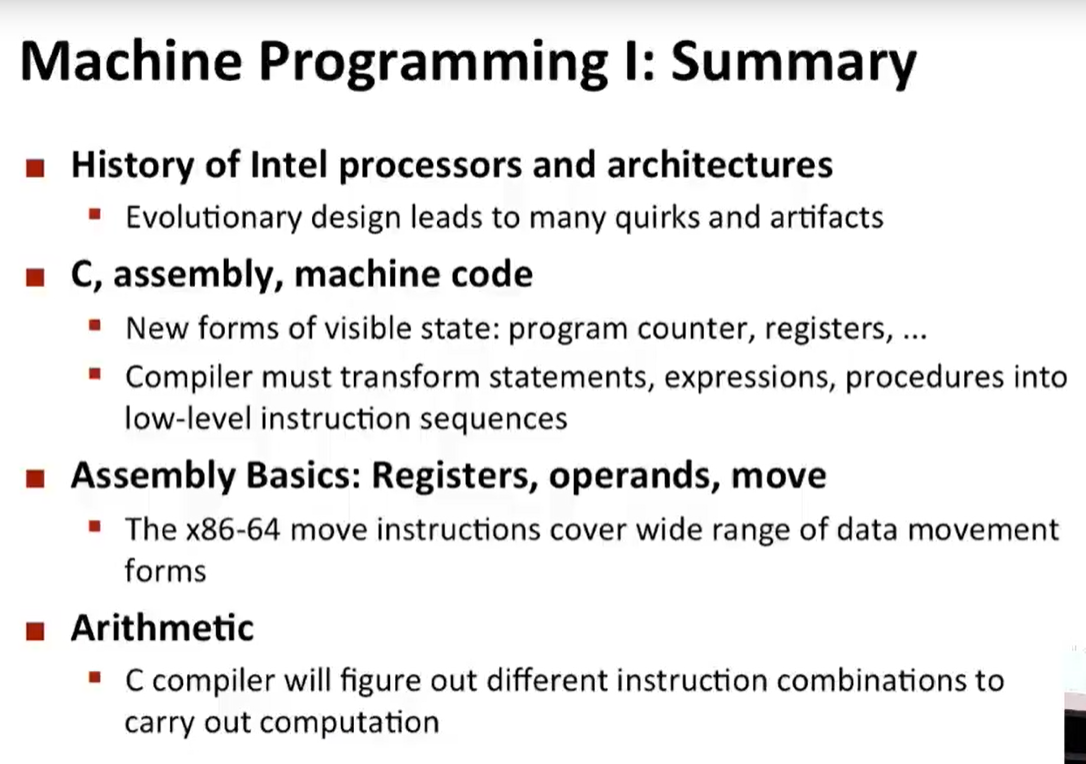 Machine Programming I: Summary
History of Intel processors and architectures
Evolutionary design leads to many quirks and artifacts
C, assembly, machine code
New forms of visible state: program counter, registers, ...
Compiler must transform statements, expressions, procedures into
low-level instruction sequences
Assembly Basics: Registers, operands, move
The x86-64 move instructions cover wide range of data movement
forms
Arithmetic
C compiler will figure out different instruction combinations to
carry out computation